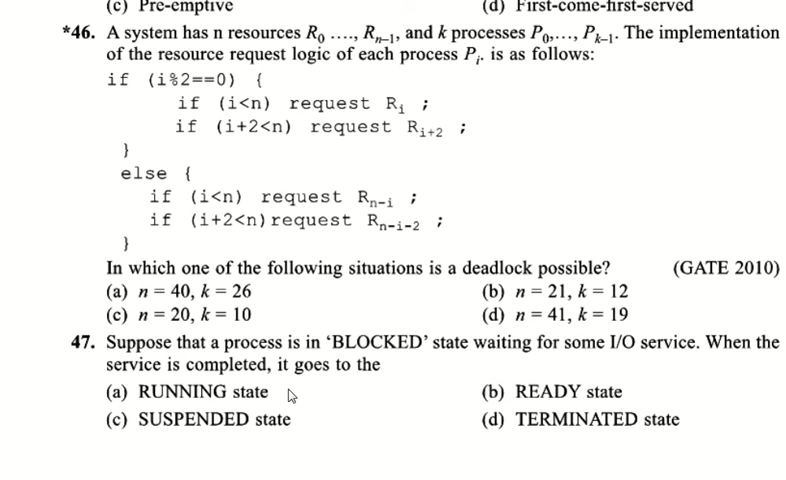 (c) Pre-emptive (d) First-come-first-served
*46. A system has n resources R0 ...., Rn–1, and k processes P0,..., Pk–1. The implementation
of the resource request logic of each process Pi. is as follows:
if (i%2==0) {
if (i<n) request Ri ;
if (i+2<n) request Ri+2 ;
}
else {
if (i<n) request Rn-i ;
if (i+2<n) request Rn-i-2 ;
}
In which one of the following situations is a deadlock possible? (GATE 2010)
(a) n = 40, k = 26 (b) n = 21, k = 12
(c) n = 20, k = 10 (d) n = 41, k = 19
47. Suppose that a process is in ‘BLOCKED’ state waiting for some I/O service. When the
service is completed, it goes to the
(a) RUNNING state (b) READY state
(c) SUSPENDED state (d) TERMINATED state